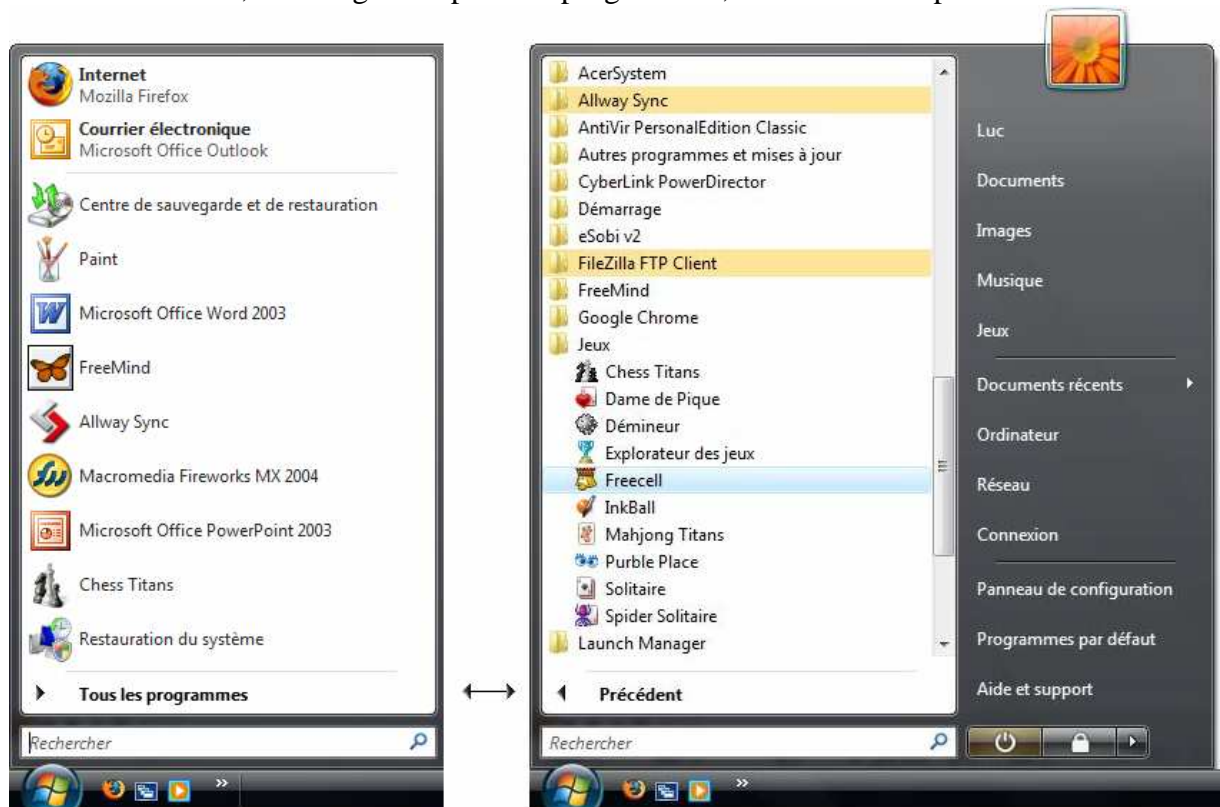 Internet
Mozilla Firefox
Courrier électronique
Microsoft Office Outlook
Centre de sauvegarde et de restauration
Paint
Microsoft Office Word 2003
FreeMind
Allway Sync
Macromedia Fireworks MX 2004
Microsoft Office PowerPoint 2003
Chess Titans
Restauration du système
Tous les programmes
Rechercher
AcerSystem
Allway Sync
AntiVir PersonalEdition Classic
Autres programmes et mises à jour
CyberLink PowerDirector
Démarrage
eSobi v2
FileZilla FTP Client
FreeMind
Google Chrome
Jeux
Chess Titans
Dame de Pique
Démineur
Explorateur des jeux
Freecell
InkBall
Mahjong Titans
Purble Place
Solitaire
Spider Solitaire
Launch Manager
Précédent
Rechercher
Luc
Documents
Images
Musique
Jeux
Documents récents
Ordinateur
Réseau
Connexion
Panneau de configuration
Programmes par défaut
Aide et support